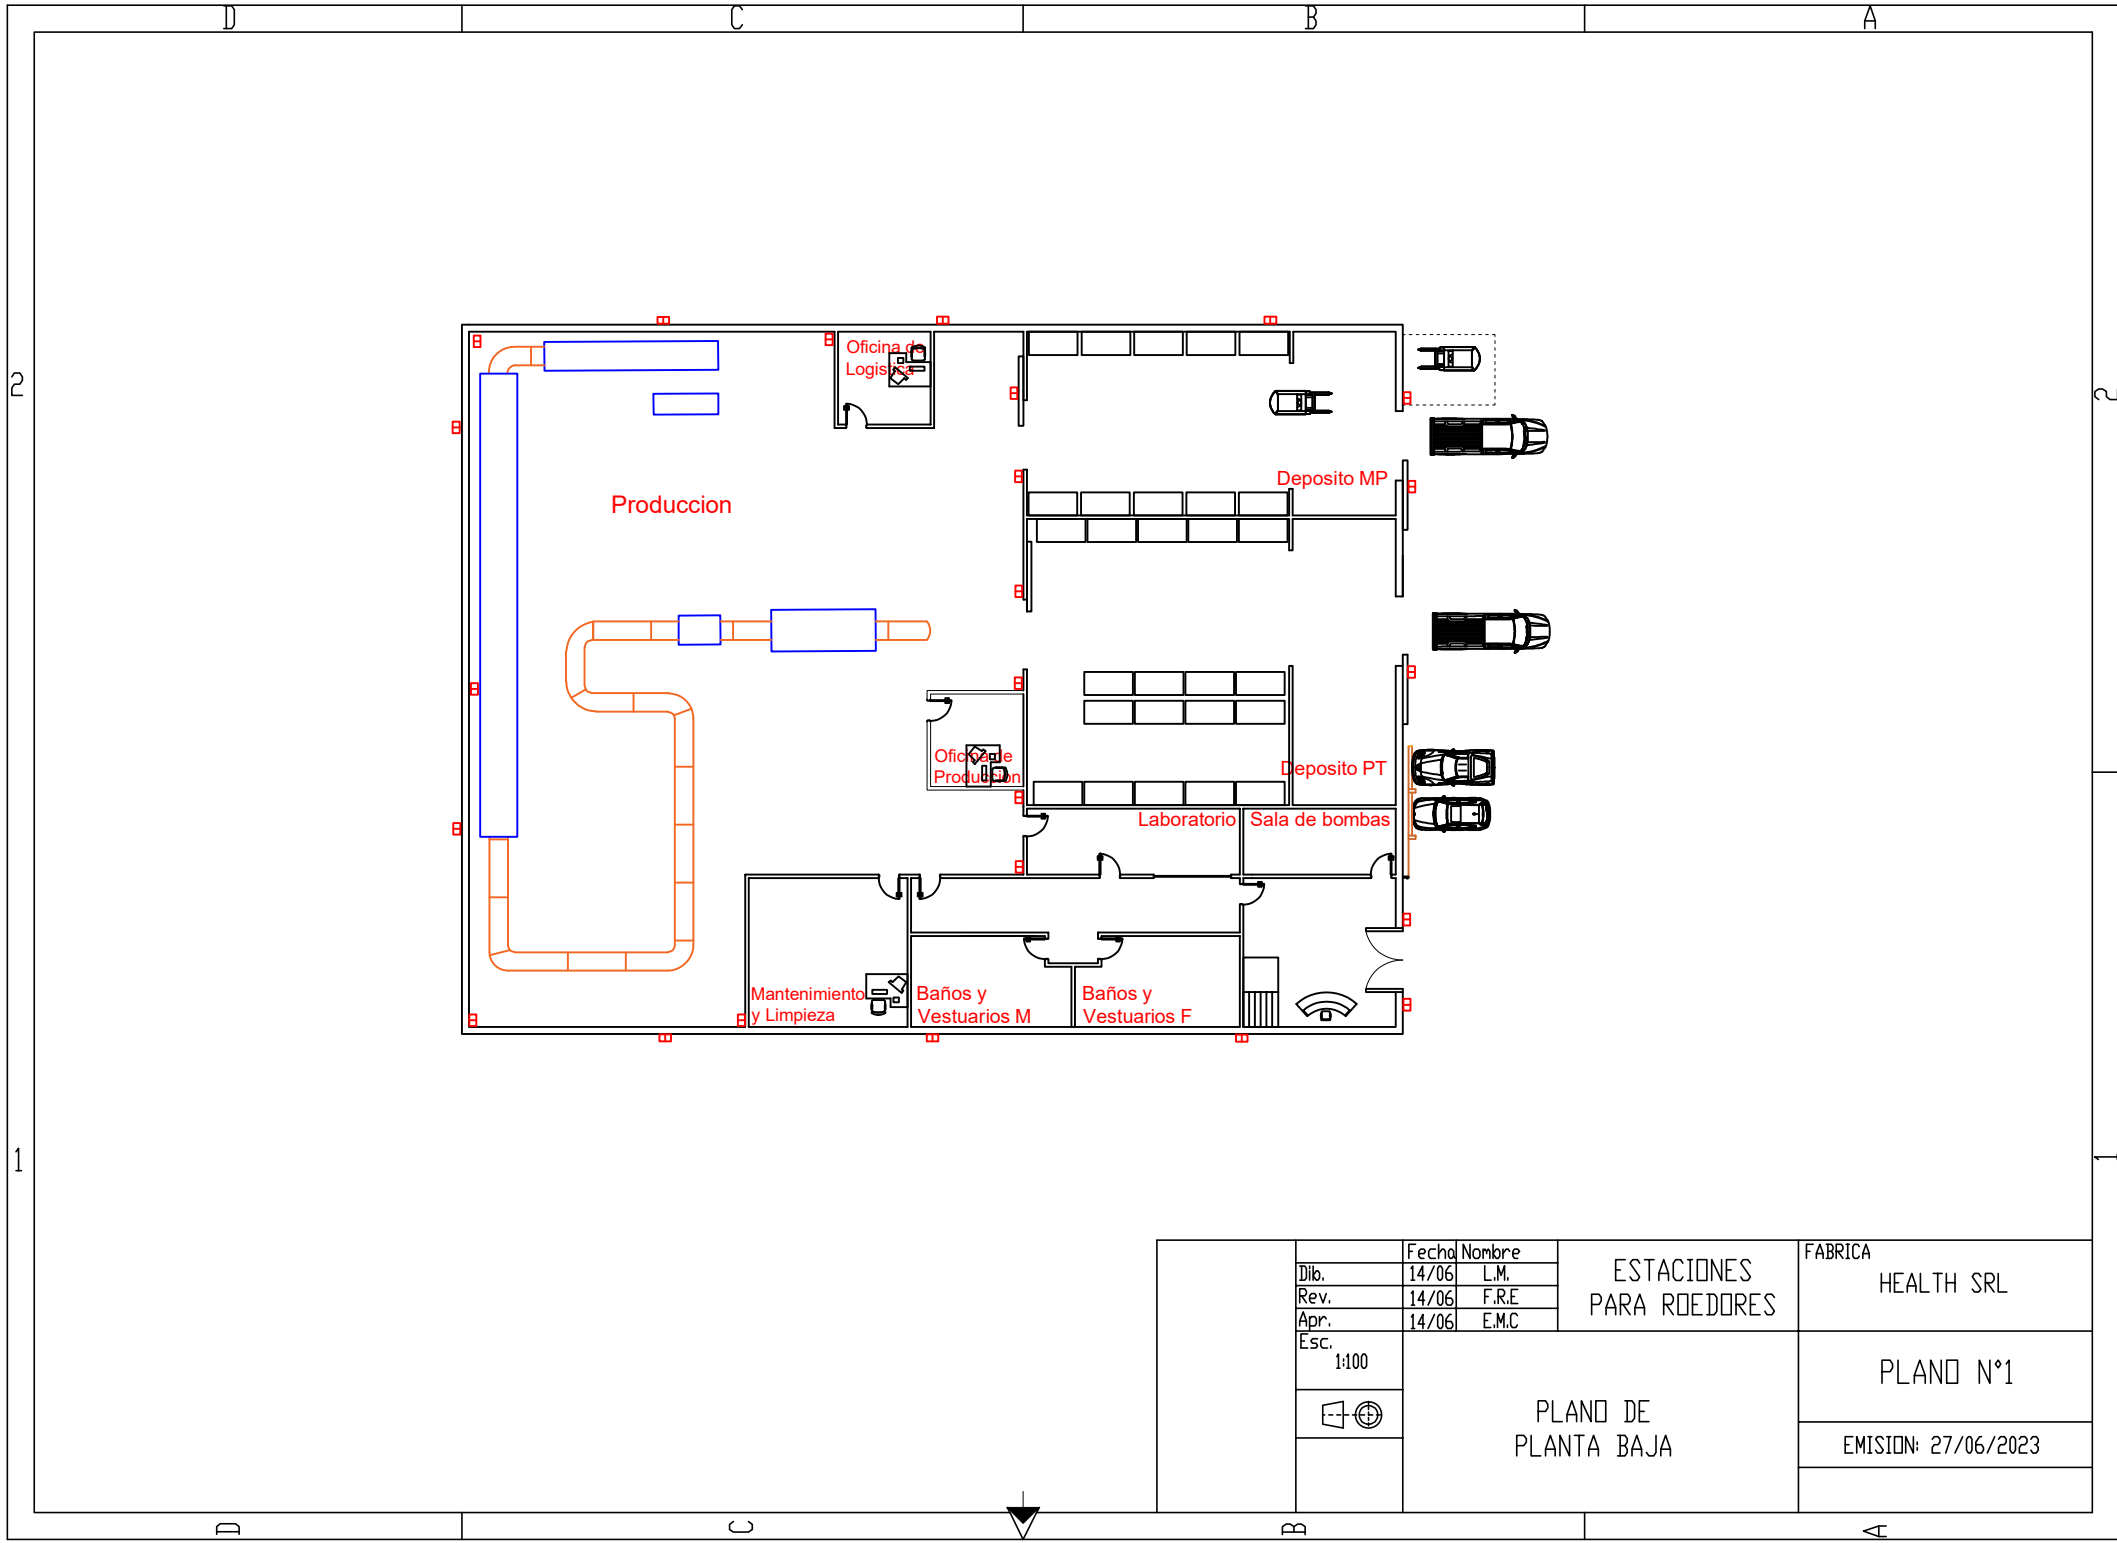 D C B A
2 2
Oficina de
Logistica
Deposito MP
Produccion
Oficina de
Produccion
Deposito PT
Laboratorio
Sala de bombas
Mantenimiento
y Limpieza
Baños y
Vestuarios M
Baños y
Vestuarios F
1 1
Fecha Nombre
Dib. 14/06 L.M.
Rev. 14/06 F.R.E
Apr. 14/06 E.M.C
ESTACIONES
PARA ROEDORES
FABRICA
HEALTH SRL
Esc.
1:100
PLANO N°1
PLANO DE
PLANTA BAJA
EMISION: 27/06/2023
D C B A